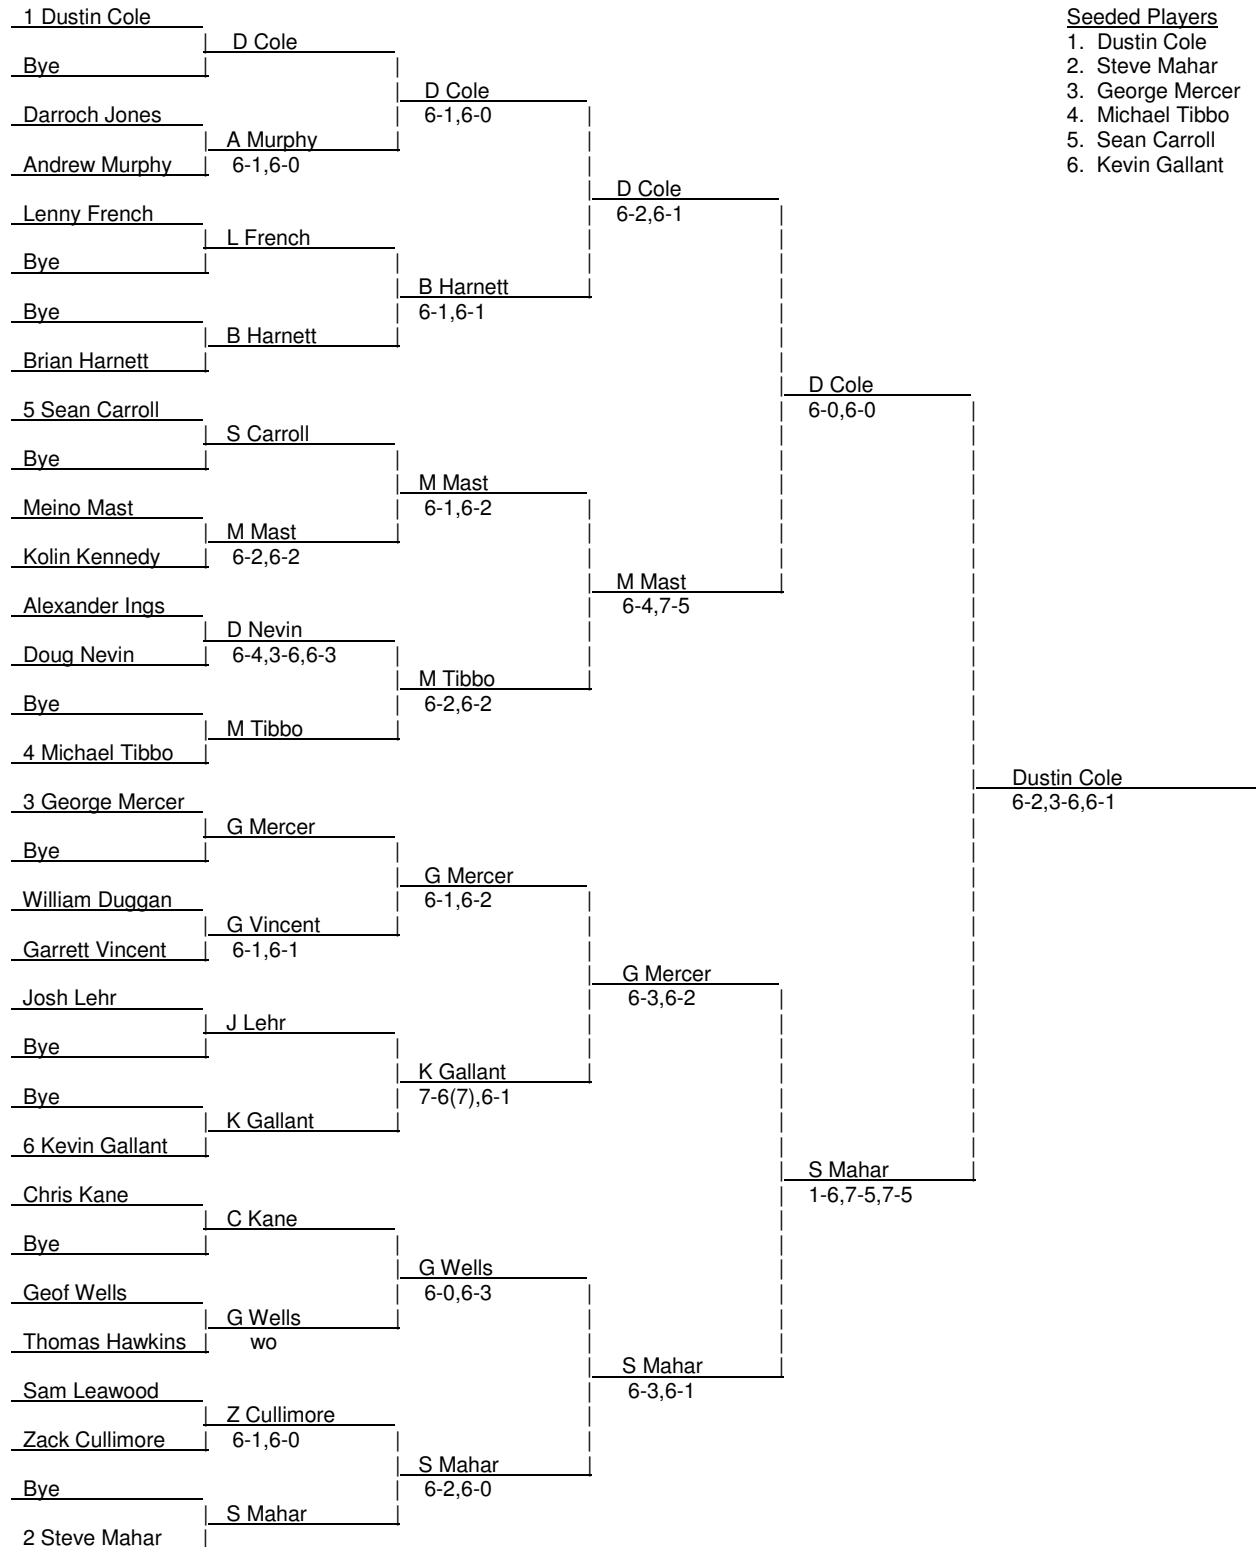 1 Dustin Cole
Bye
Darroch Jones
Andrew Murphy
Lenny French
Bye
Bye
Brian Harnett
5 Sean Carroll
Bye
Meino Mast
Kolin Kennedy
Alexander Ings
Doug Nevin
Bye
4 Michael Tibbo
3 George Mercer
Bye
William Duggan
Garrett Vincent
Josh Lehr
Bye
Bye
6 Kevin Gallant
Chris Kane
Bye
Geof Wells
Thomas Hawkins
Sam Leawood
Zack Cullimore
Bye
2 Steve Mahar
D Cole
A Murphy
6-1,6-0
L French
B Harnett
S Carroll
M Mast
6-2,6-2
D Nevin
6-4,3-6,6-3
M Tibbo
G Mercer
G Vincent
6-1,6-1
J Lehr
K Gallant
C Kane
G Wells
wo
Z Cullimore
6-1,6-0
S Mahar
D Cole
6-1,6-0
B Harnett
6-1,6-1
M Mast
6-1,6-2
M Tibbo
6-2,6-2
G Mercer
6-1,6-2
K Gallant
7-6(7),6-1
G Wells
6-0,6-3
S Mahar
6-2,6-0
D Cole
6-2,6-1
M Mast
6-4,7-5
G Mercer
6-3,6-2
S Mahar
6-3,6-1
D Cole
6-0,6-0
S Mahar
1-6,7-5,7-5
Dustin Cole
6-2,3-6,6-1
Seeded Players
1. Dustin Cole
2. Steve Mahar
3. George Mercer
4. Michael Tibbo
5. Sean Carroll
6. Kevin Gallant